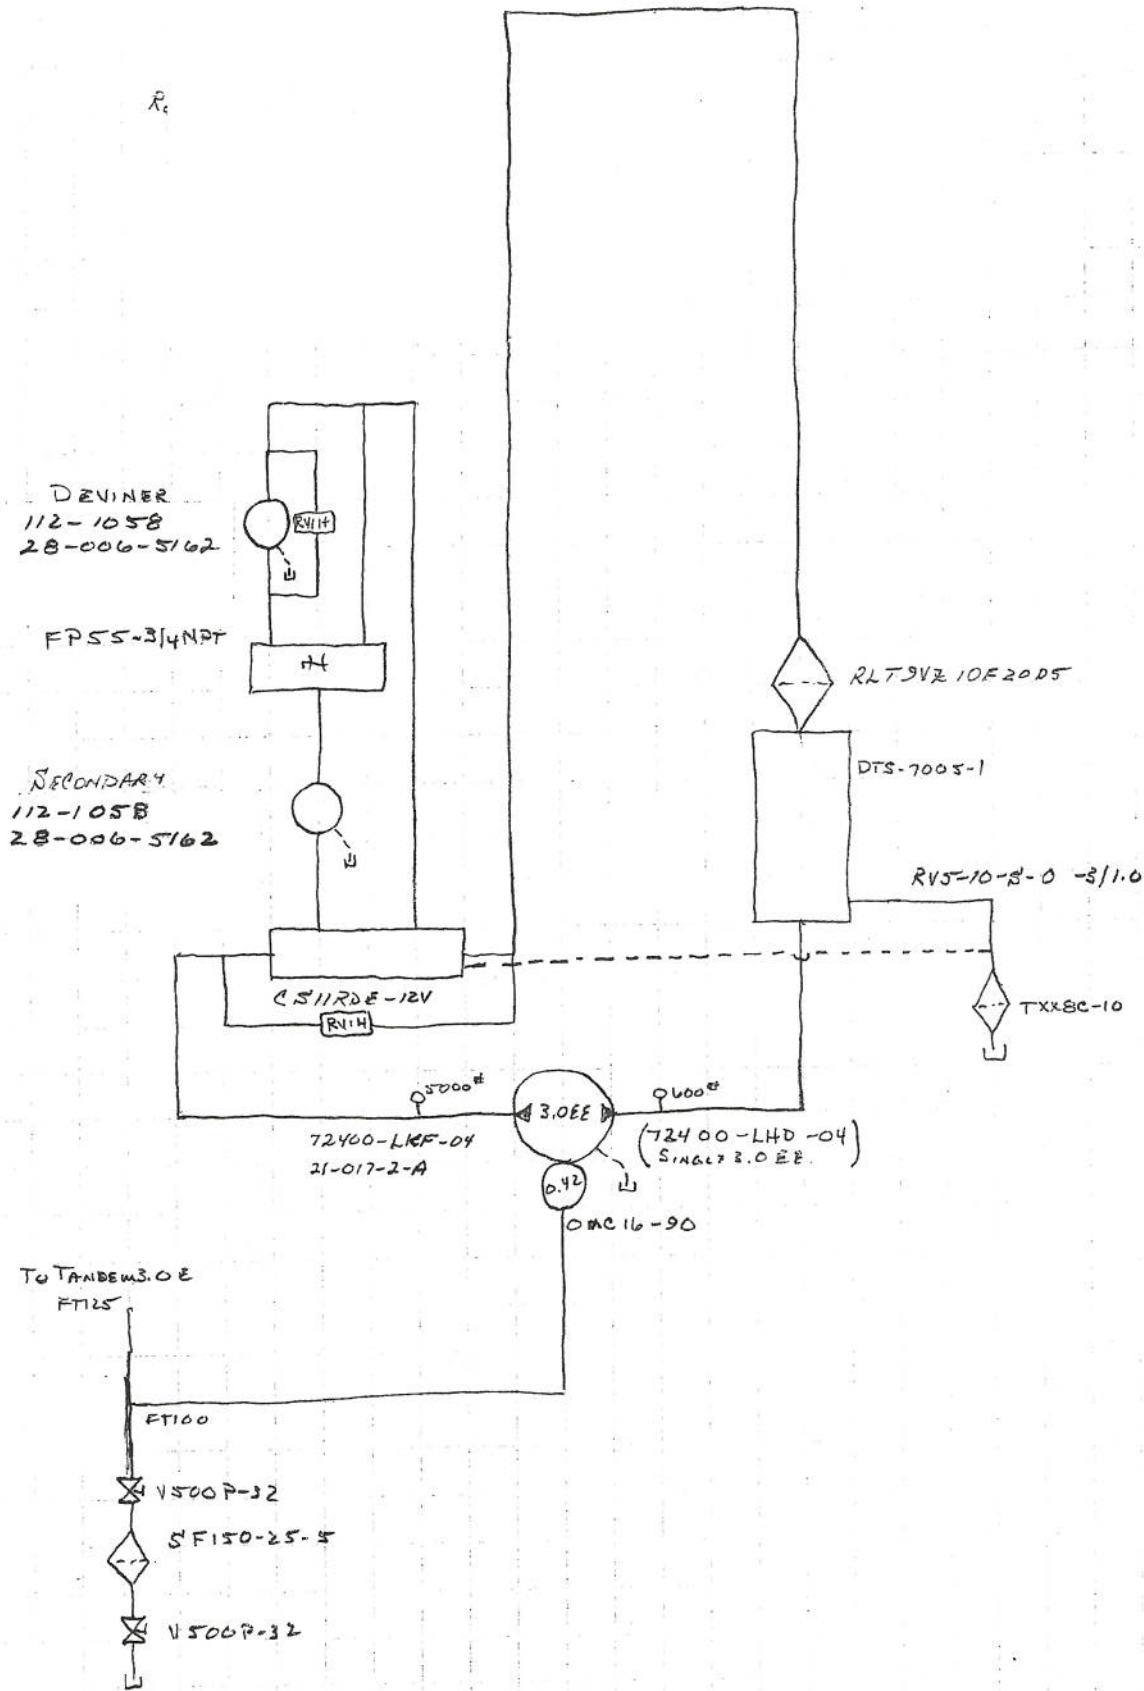 R.
DEVINER
112-1058
28-006-5162
RV1H
FP55-3/4NPT
RLT9VZ10F20D5
DTS-7005-1
SECONDARY
112-1058
28-006-5162
RV5-10-S-0-3/1.0
CS11RDE-12V
RV1H
TXX8C-10
5000#
3.0EE
600#
72400-LKF-04
21-017-2-A
(72400-LHD-04)
SINGLE 3.0EE.
0.42
OMC16-90
TO TANDEM 3.0E
FT125
FT100
V500P-32
SF150-25-5
V500P-32